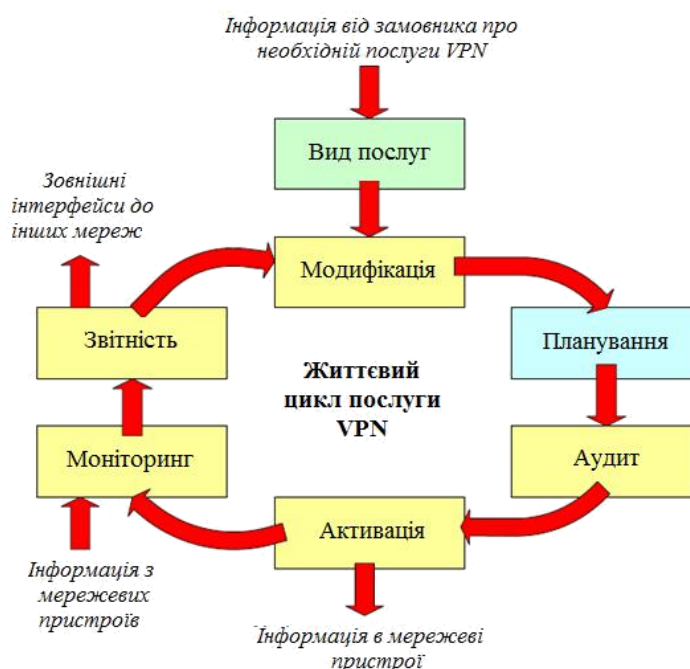 Інформація від замовника про
необхідній послуги VPN
Вид послуг
Зовнішні
інтерфейси до
інших мереж
Модифікація
Звітність
Планування
Життєвий
цикл послуги
VPN
Моніторинг
Аудит
Активація
Інформація з
мережевих
пристроїв
Інформація в мережеві
пристрої